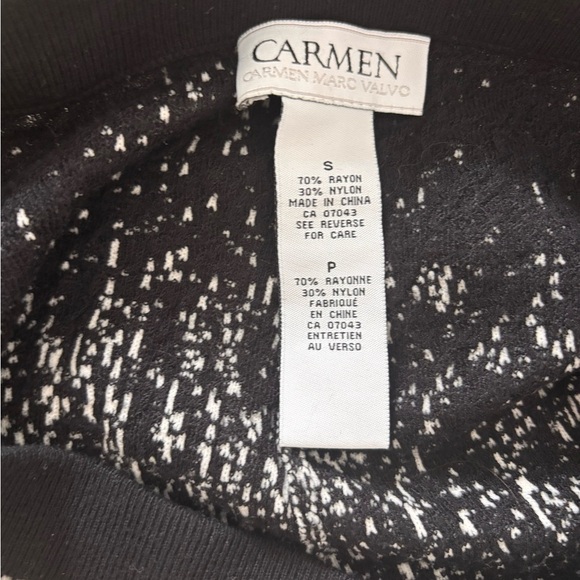 CARMEN
CARMEN MARC VALVO
S
70% RAYON
30% NYLON
MADE IN CHINA
CA 07043
SEE REVERSE
FOR CARE
P
70% RAYONNE
30% NYLON
FABRIQUÉ
EN CHINE
CA 07043
ENTRETIEN
AU VERSO